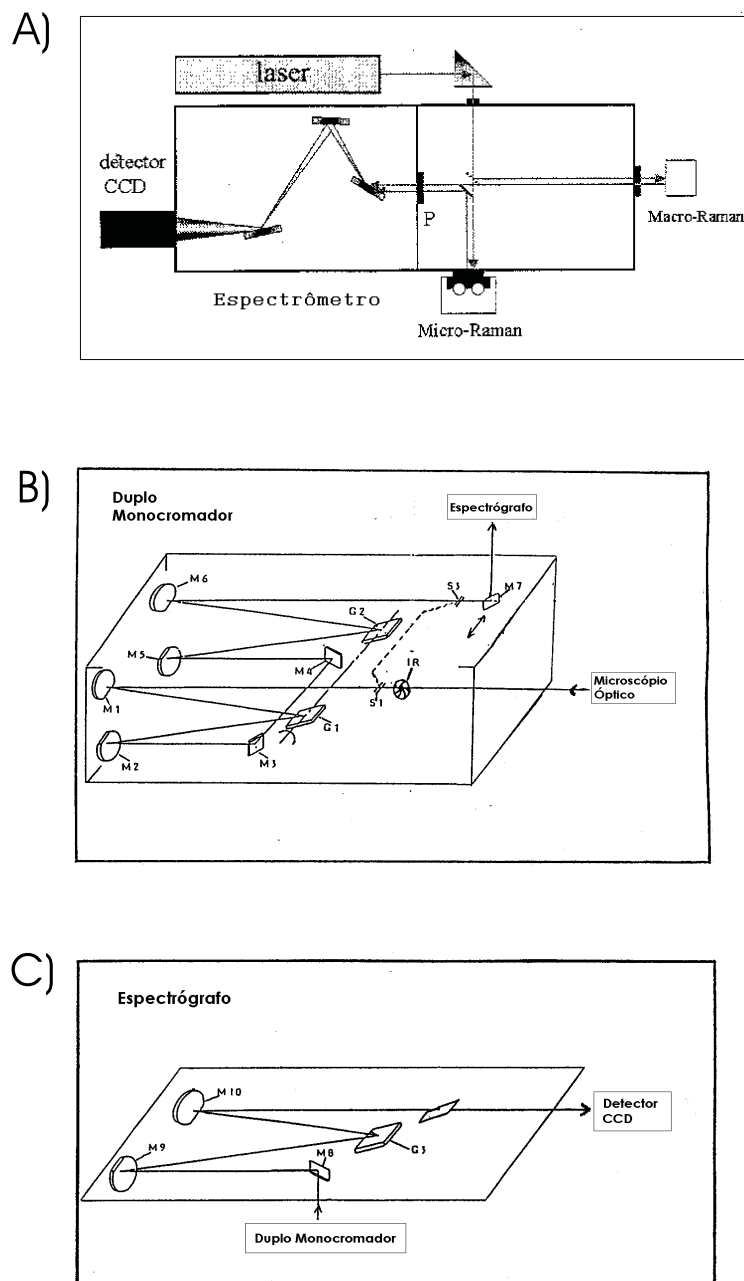 A)
laser
detector
CCD
P
Macro-Raman
Espectrômetro
Micro-Raman
B)
Duplo
Monocromador
Espectrógrafo
M6
S3
M7
G2
M5
M4
IR
Microscópio
Óptico
M1
S1
G1
M2
M3
C)
Espectrógrafo
M10
Detector
CCD
M9
G3
M8
Duplo Monocromador